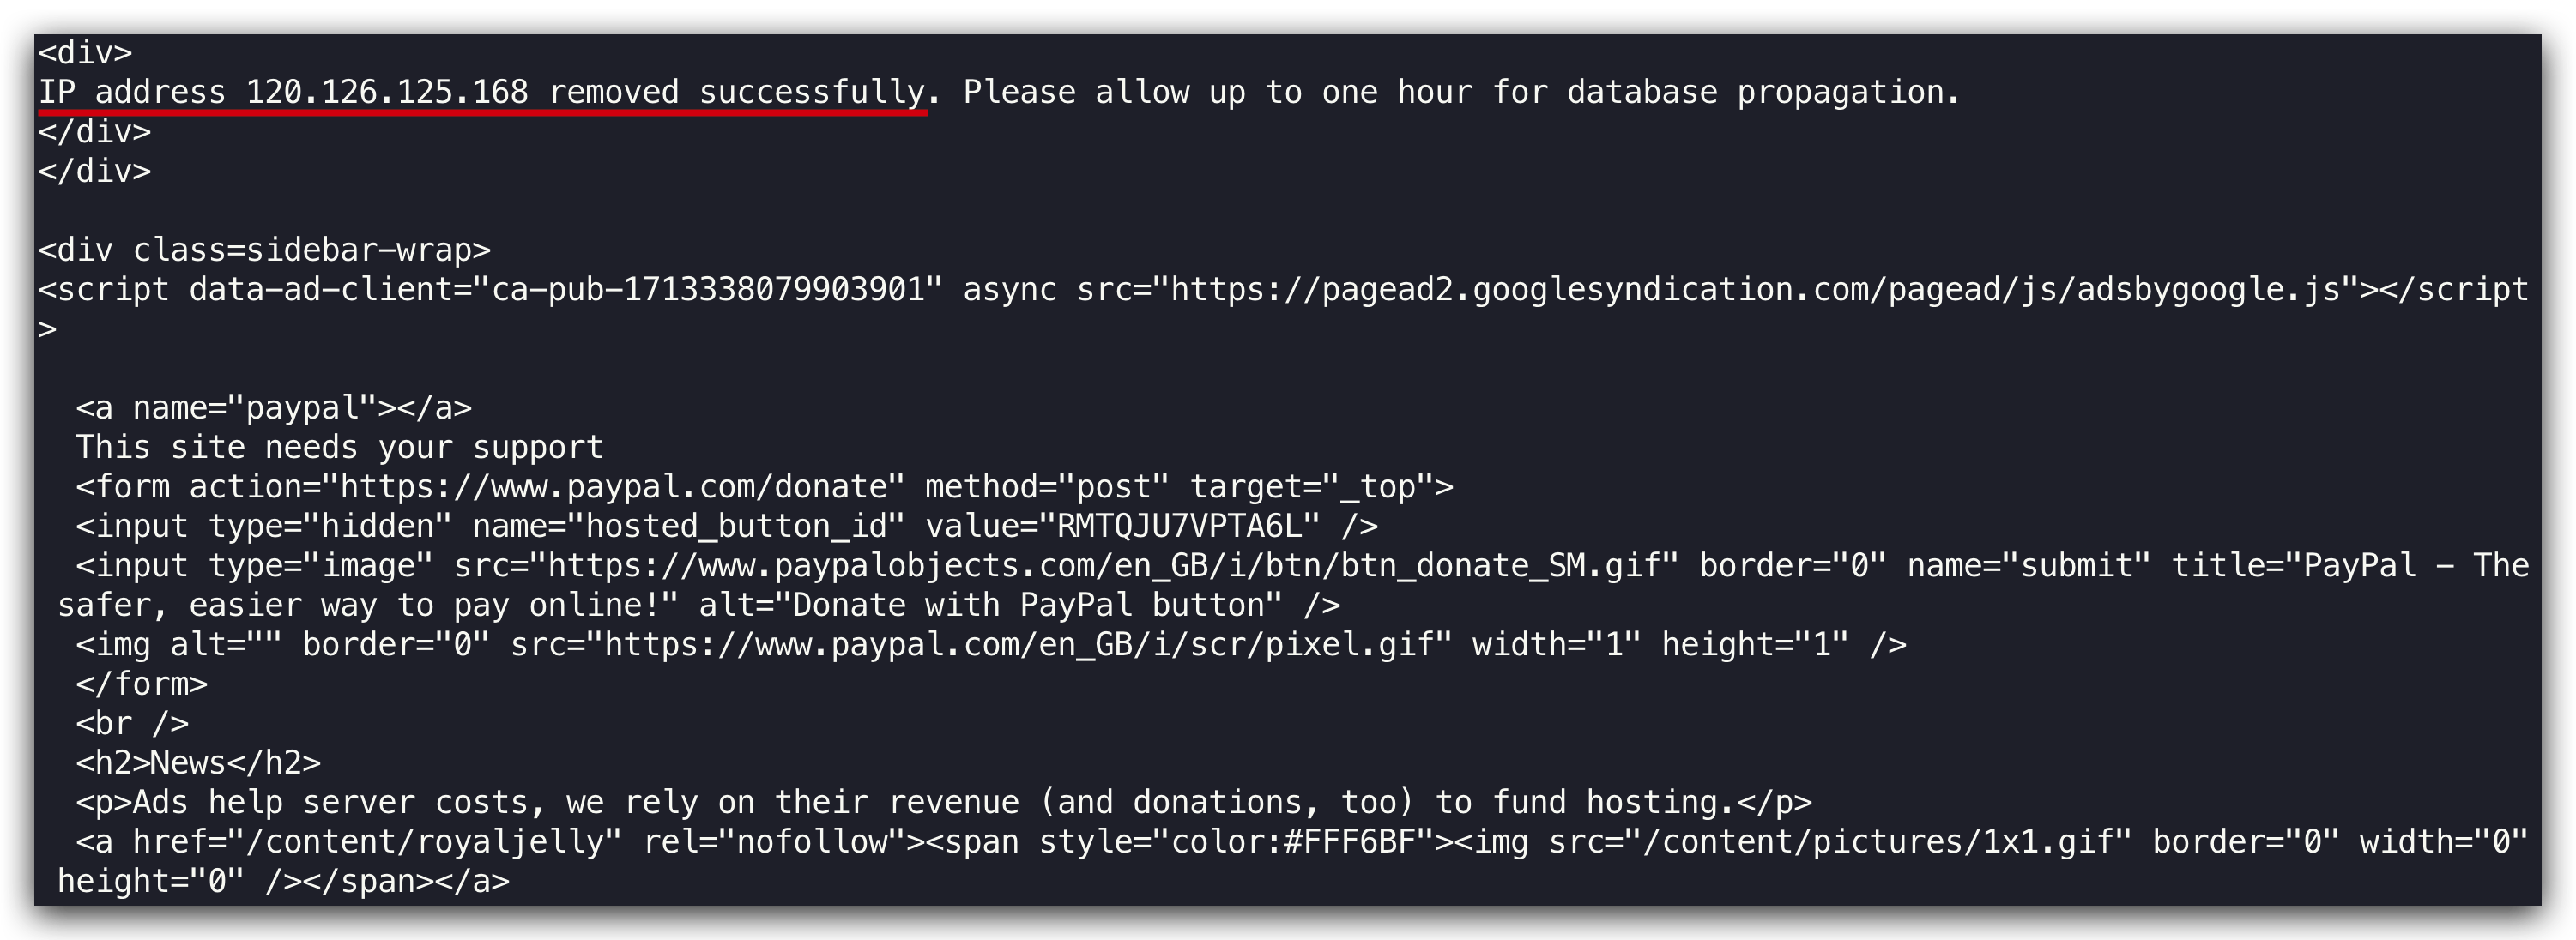 <div>
IP address 120.126.125.168 removed successfully. Please allow up to one hour for database propagation.
</div>
</div>
<div class=sidebar-wrap>
<script data-ad-client="ca-pub-1713338079903901" async src="https://pagead2.googlesyndication.com/pagead/js/adsbygoogle.js"></script
>
<a name="paypal"></a>
This site needs your support
<form action="https://www.paypal.com/donate" method="post" target="_top">
<input type="hidden" name="hosted_button_id" value="RMTQJU7VPTA6L" />
<input type="image" src="https://www.paypalobjects.com/en_GB/i/btn/btn_donate_SM.gif" border="0" name="submit" title="PayPal - The
safer, easier way to pay online!" alt="Donate with PayPal button" />
<img alt="" border="0" src="https://www.paypal.com/en_GB/i/scr/pixel.gif" width="1" height="1" />
</form>
<br />
<h2>News</h2>
<p>Ads help server costs, we rely on their revenue (and donations, too) to fund hosting.</p>
<a href="/content/royaljelly" rel="nofollow"><span style="color:#FFF6BF"><img src="/content/pictures/1x1.gif" border="0" width="0"
height="0" /></span></a>